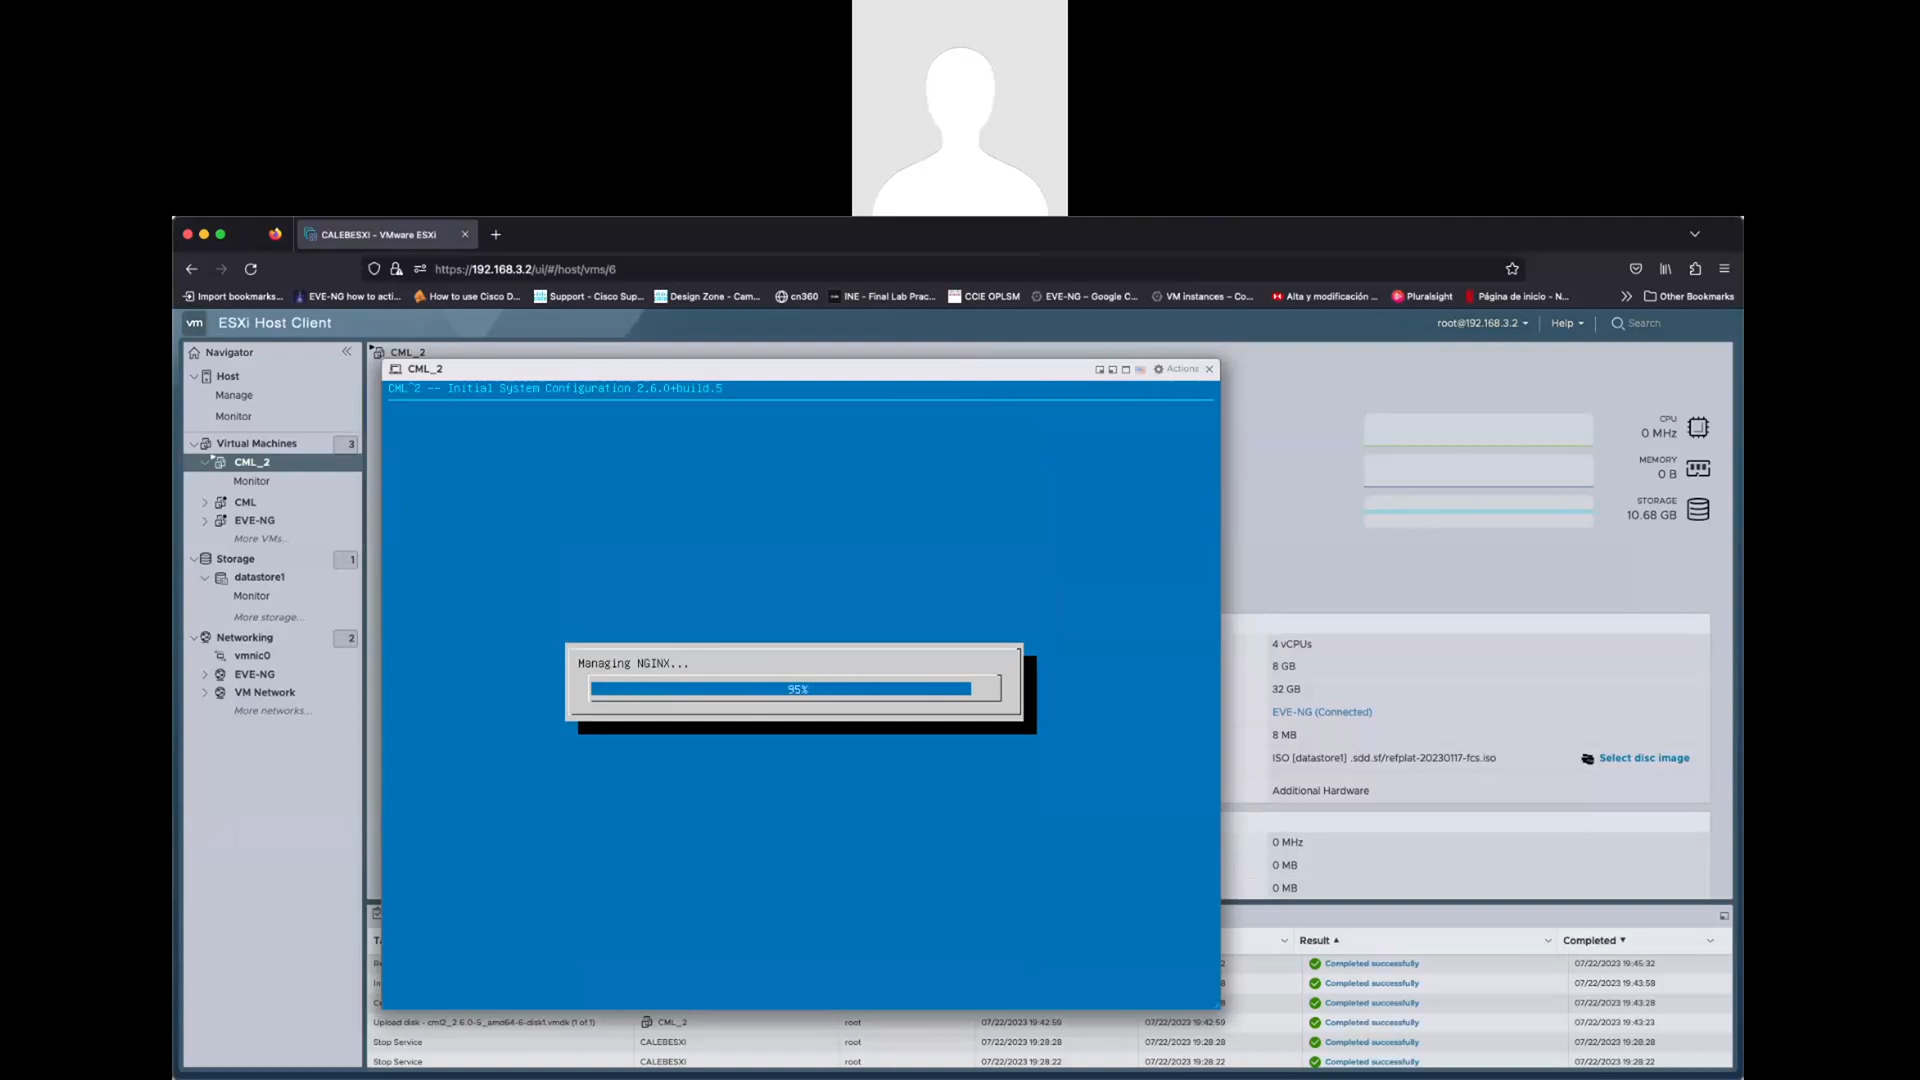 CALEBESXI - VMware ESXi
https://192.168.3.2/ui/#/host/vms/6
Import bookmarks...
EVE-NG how to acti...
How to use Cisco D...
Support - Cisco Sup...
Design Zone - Cam...
cn360
INE - Final Lab Prac...
CCIE OPLSM
EVE-NG – Google C...
VM instances – Co...
Alta y modificación ...
Pluralsight
Página de inicio - N...
Other Bookmarks
vm ESXi Host Client
root@192.168.3.2
Help
Search
Navigator
Host
Manage
Monitor
Virtual Machines 3
CML_2
Monitor
CML
EVE-NG
More VMs...
Storage 1
datastore1
Monitor
More storage...
Networking 2
vmnic0
EVE-NG
VM Network
More networks...
CML_2
CML_2
Actions
CML^2 -- Initial System Configuration 2.6.0+build.5
Managing NGINX...
95%
CPU
0 MHz
MEMORY
0 B
STORAGE
10.68 GB
4 vCPUs
8 GB
32 GB
EVE-NG (Connected)
8 MB
ISO [datastore1] .sdd.sf/refplat-20230117-fcs.iso
Select disc image
Additional Hardware
0 MHz
0 MB
0 MB
Result Completed
Completed successfully 07/22/2023 19:45:32
Completed successfully 07/22/2023 19:43:58
Completed successfully 07/22/2023 19:43:28
Upload disk - cml2_2.6.0-5_amd64-6-disk1.vmdk (1 of 1) CML_2 root 07/22/2023 19:42:59 07/22/2023 19:42:59 Completed successfully 07/22/2023 19:43:23
Stop Service CALEBESXI root 07/22/2023 19:28:28 07/22/2023 19:28:28 Completed successfully 07/22/2023 19:28:28
Stop Service CALEBESXI root 07/22/2023 19:28:22 07/22/2023 19:28:22 Completed successfully 07/22/2023 19:28:22